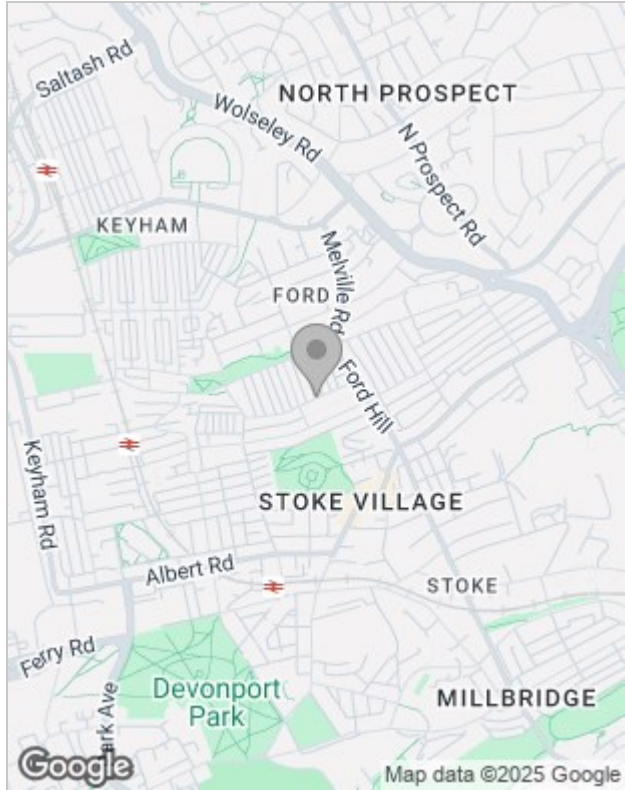 Saltash Rd
NORTH PROSPECT
Wolseley Rd
N Prospect Rd
KEYHAM
Melville Rd
FORD
Ford Hill
Keyham Rd
STOKE VILLAGE
Albert Rd
STOKE
Ferry Rd
Park Ave
Devonport
Park
MILLBRIDGE
Google
Map data ©2025 Google